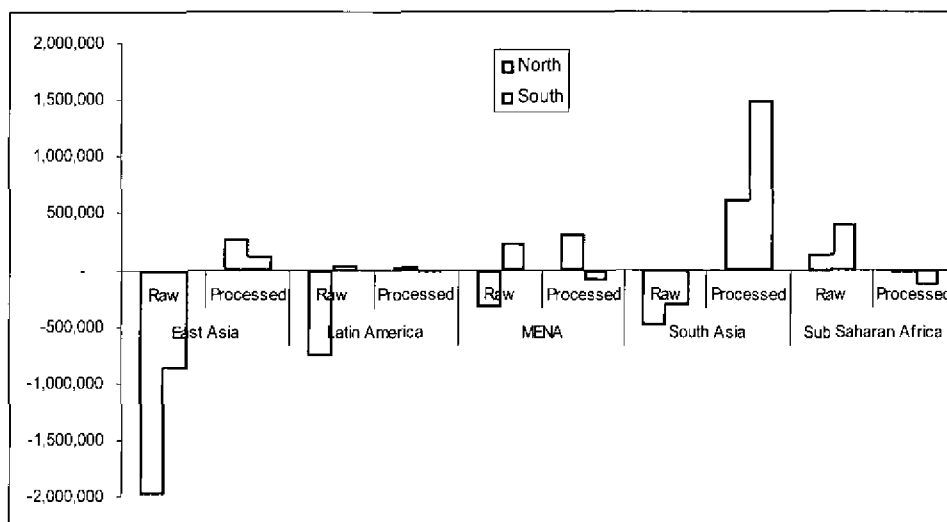 2,000,000
1,500,000
1,000,000
500,000
-
-500,000
-1,000,000
-1,500,000
-2,000,000
North
South
Raw Processed Raw Processed Raw Processed Raw Processed Raw Processed
East Asia Latin America MENA South Asia Sub Saharan Africa